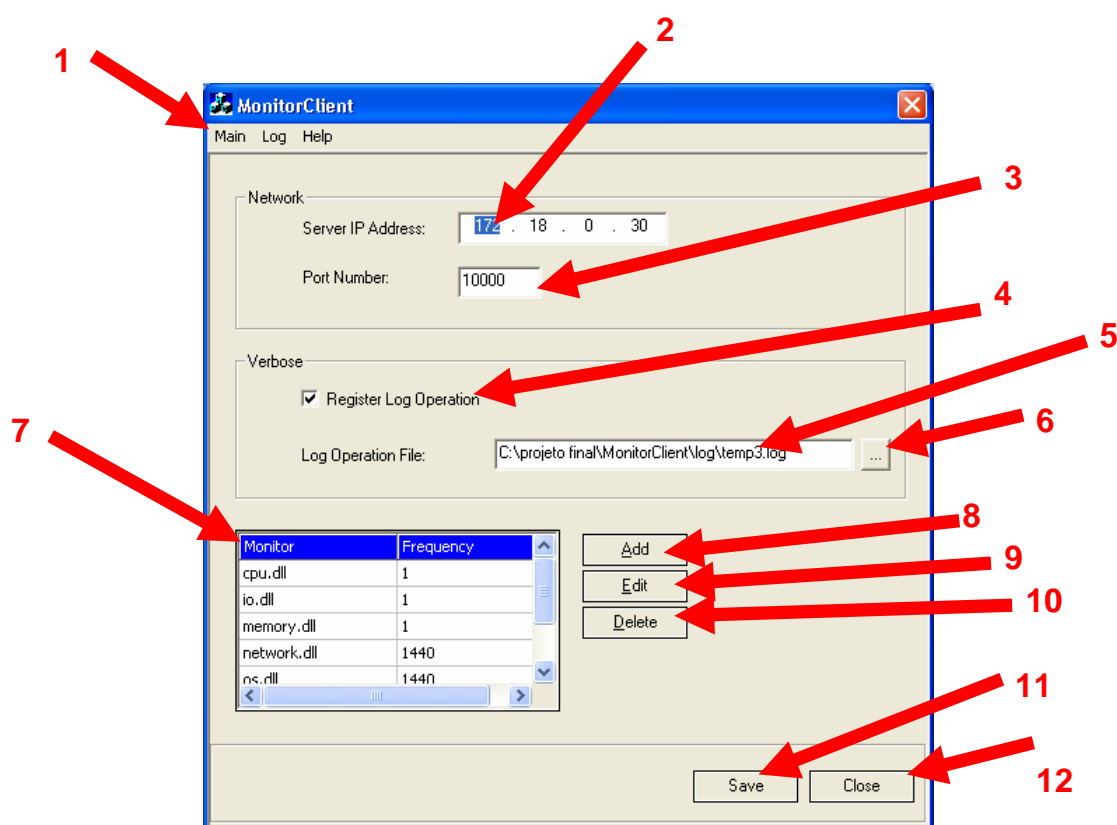 2
1
MonitorClient
Main Log Help
3
Network
Server IP Address: 172 . 18 . 0 . 30
Port Number: 10000
4
5
Verbose
Register Log Operation
6
7
Log Operation File: C:\projeto final\MonitorClient\log\temp3.log ...
8
Monitor Frequency Add
9
cpu.dll 1
Edit
io.dll 1
10
memory.dll 1 Delete
network.dll 1440
os.dll 1440
11
Save Close
12